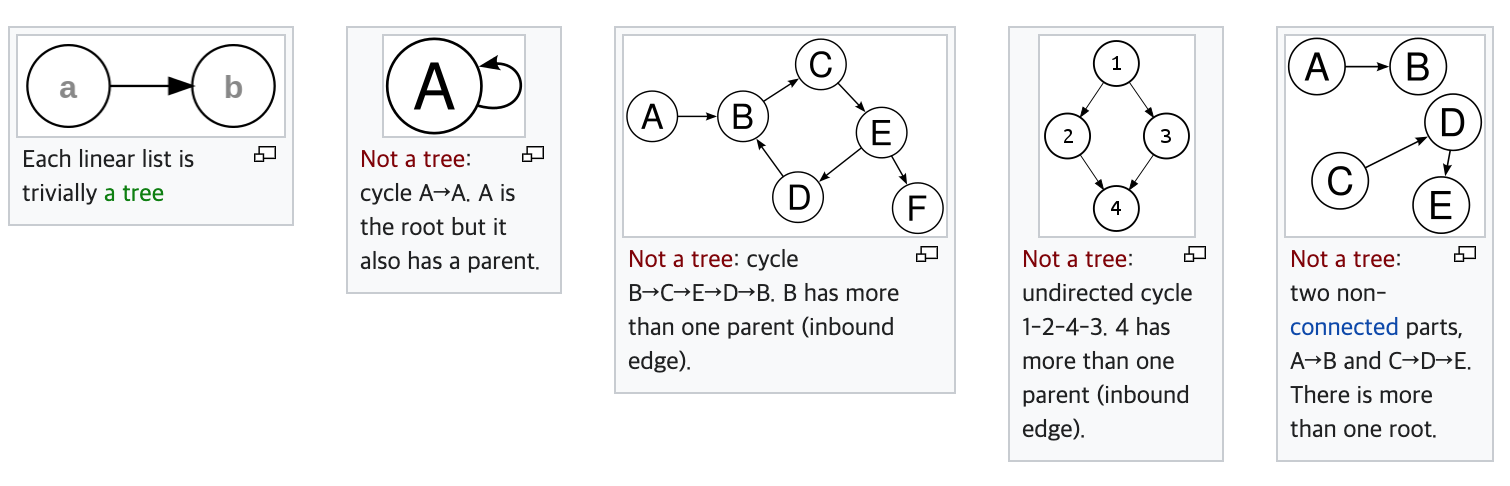 a
b
Each linear list is
trivially a tree
A
Not a tree:
cycle A→A. A is
the root but it
also has a parent.
A
B
C
E
D
F
Not a tree: cycle
B→C→E→D→B. B has more
than one parent (inbound
edge).
1
2
3
4
Not a tree:
undirected cycle
1-2-4-3. 4 has
more than one
parent (inbound
edge).
A
B
D
C
E
Not a tree:
two non-
connected parts,
A→B and C→D→E.
There is more
than one root.